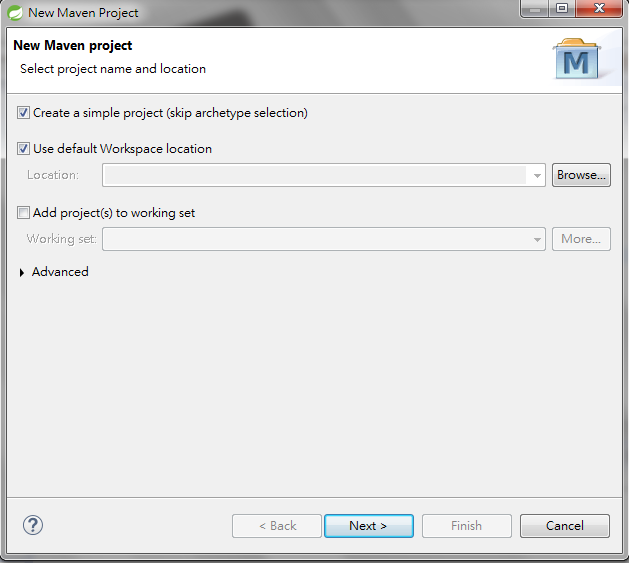 New Maven Project
New Maven project
Select project name and location
M
Create a simple project (skip archetype selection)
Use default Workspace location
Location:
Browse...
Add project(s) to working set
Working set:
More...
Advanced
?
< Back
Next >
Finish
Cancel